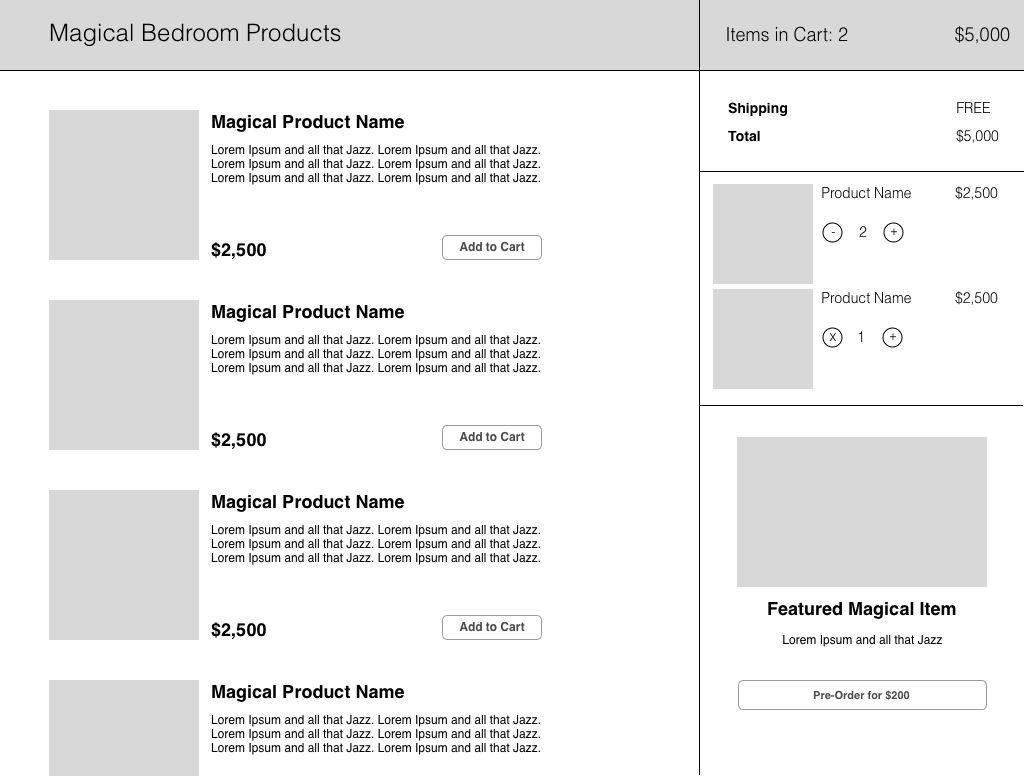 Magical Bedroom Products
Magical Product Name
Lorem Ipsum and all that Jazz. Lorem Ipsum and all that Jazz.
Lorem Ipsum and all that Jazz. Lorem Ipsum and all that Jazz.
Lorem Ipsum and all that Jazz. Lorem Ipsum and all that Jazz.
$2,500 Add to Cart
Magical Product Name
Lorem Ipsum and all that Jazz. Lorem Ipsum and all that Jazz.
Lorem Ipsum and all that Jazz. Lorem Ipsum and all that Jazz.
Lorem Ipsum and all that Jazz. Lorem Ipsum and all that Jazz.
$2,500 Add to Cart
Magical Product Name
Lorem Ipsum and all that Jazz. Lorem Ipsum and all that Jazz.
Lorem Ipsum and all that Jazz. Lorem Ipsum and all that Jazz.
Lorem Ipsum and all that Jazz. Lorem Ipsum and all that Jazz.
$2,500 Add to Cart
Magical Product Name
Lorem Ipsum and all that Jazz. Lorem Ipsum and all that Jazz.
Lorem Ipsum and all that Jazz. Lorem Ipsum and all that Jazz.
Lorem Ipsum and all that Jazz. Lorem Ipsum and all that Jazz.
Items in Cart: 2 $5,000
Shipping FREE
Total $5,000
Product Name $2,500
- 2 +
Product Name $2,500
X 1 +
Featured Magical Item
Lorem Ipsum and all that Jazz
Pre-Order for $200